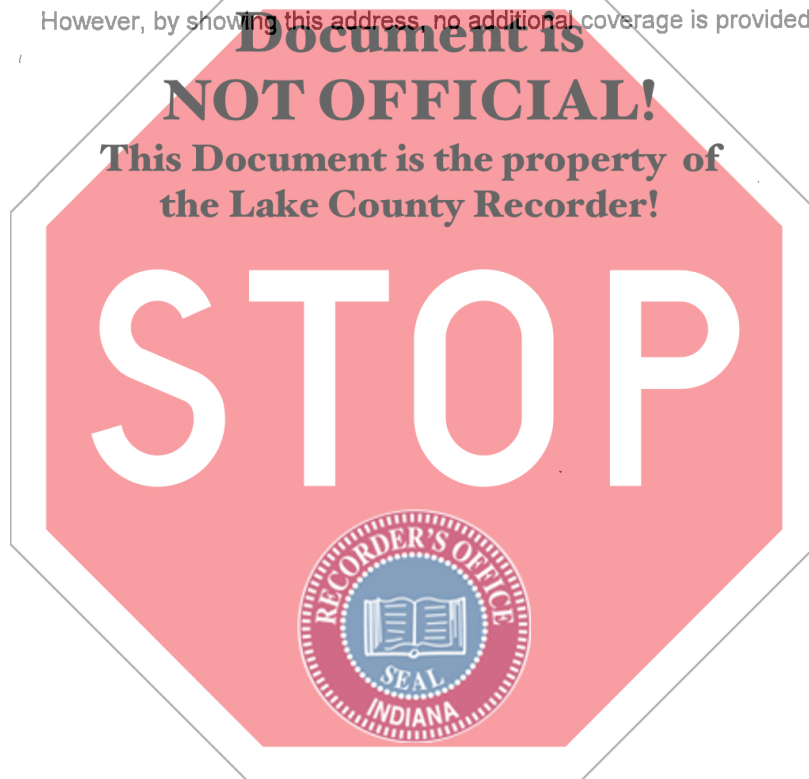 However, by showing this address, no additional coverage is provided
Document is
NOT OFFICIAL!
This Document is the property of
the Lake County Recorder!
STOP
RECORDER'S OFFICE
SEAL
INDIANA